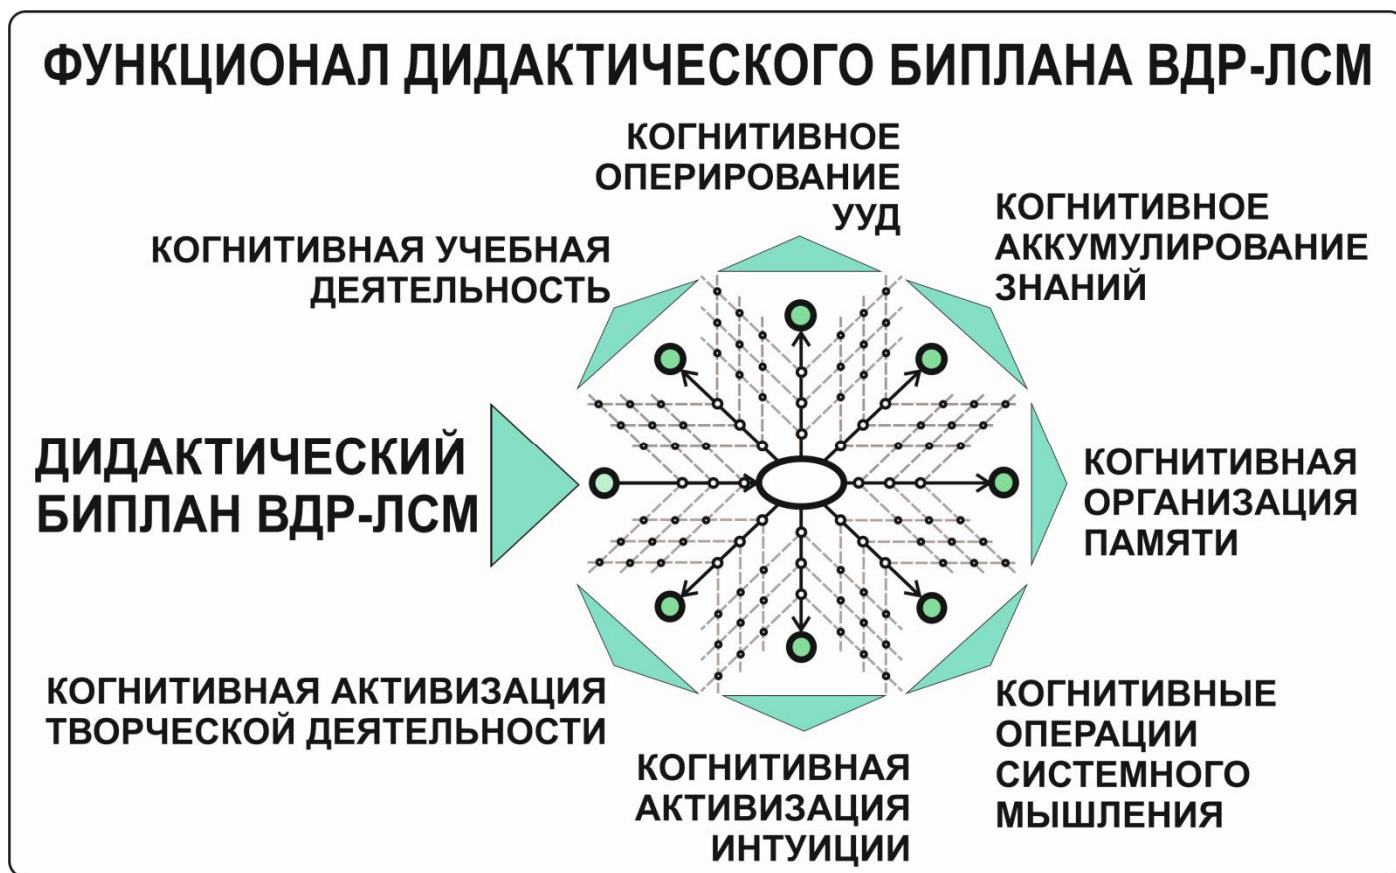 ФУНКЦИОНАЛ ДИДАКТИЧЕСКОГО БИПЛАНА ВДР-ЛСМ
КОГНИТИВНОЕ
ОПЕРИРОВАНИЕ
УУД
КОГНИТИВНОЕ
АККУМУЛИРОВАНИЕ
ЗНАНИЙ
КОГНИТИВНАЯ УЧЕБНАЯ
ДЕЯТЕЛЬНОСТЬ
ДИДАКТИЧЕСКИЙ
БИПЛАН ВДР-ЛСМ
КОГНИТИВНАЯ
ОРГАНИЗАЦИЯ
ПАМЯТИ
КОГНИТИВНАЯ АКТИВИЗАЦИЯ
ТВОРЧЕСКОЙ ДЕЯТЕЛЬНОСТИ
КОГНИТИВНАЯ
АКТИВИЗАЦИЯ
ИНТУИЦИИ
КОГНИТИВНЫЕ
ОПЕРАЦИИ
СИСТЕМНОГО
МЫШЛЕНИЯ